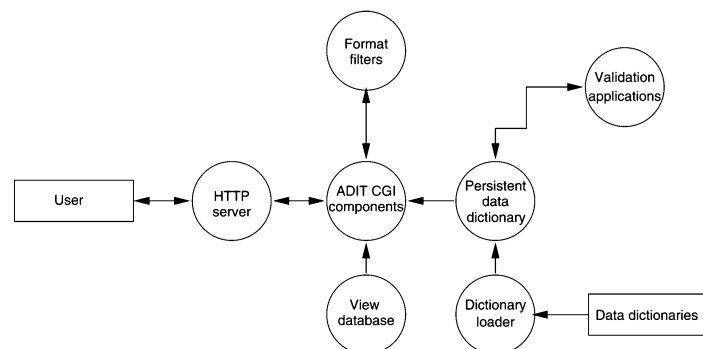 Format
filters
Validation
applications
User
HTTP
server
ADIT CGI
components
Persistent
data
dictionary
View
database
Dictionary
loader
Data dictionaries